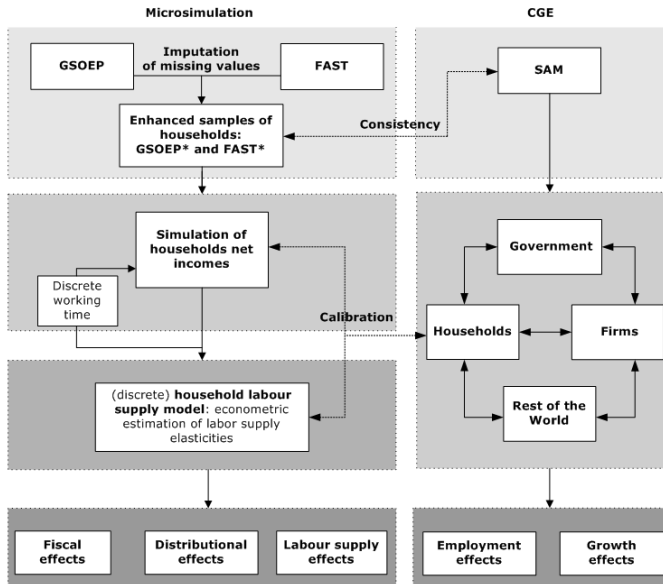 Microsimulation
CGE
GSOEP
Imputation
of missing values
FAST
SAM
Enhanced samples of
households:
GSOEP* and FAST*
Consistency
Simulation of
households net
incomes
Discrete
working
time
Government
Calibration
Households
Firms
(discrete) household labour
supply model: econometric
estimation of labor supply
elasticities
Rest of the
World
Fiscal
effects
Distributional
effects
Labour supply
effects
Employment
effects
Growth
effects